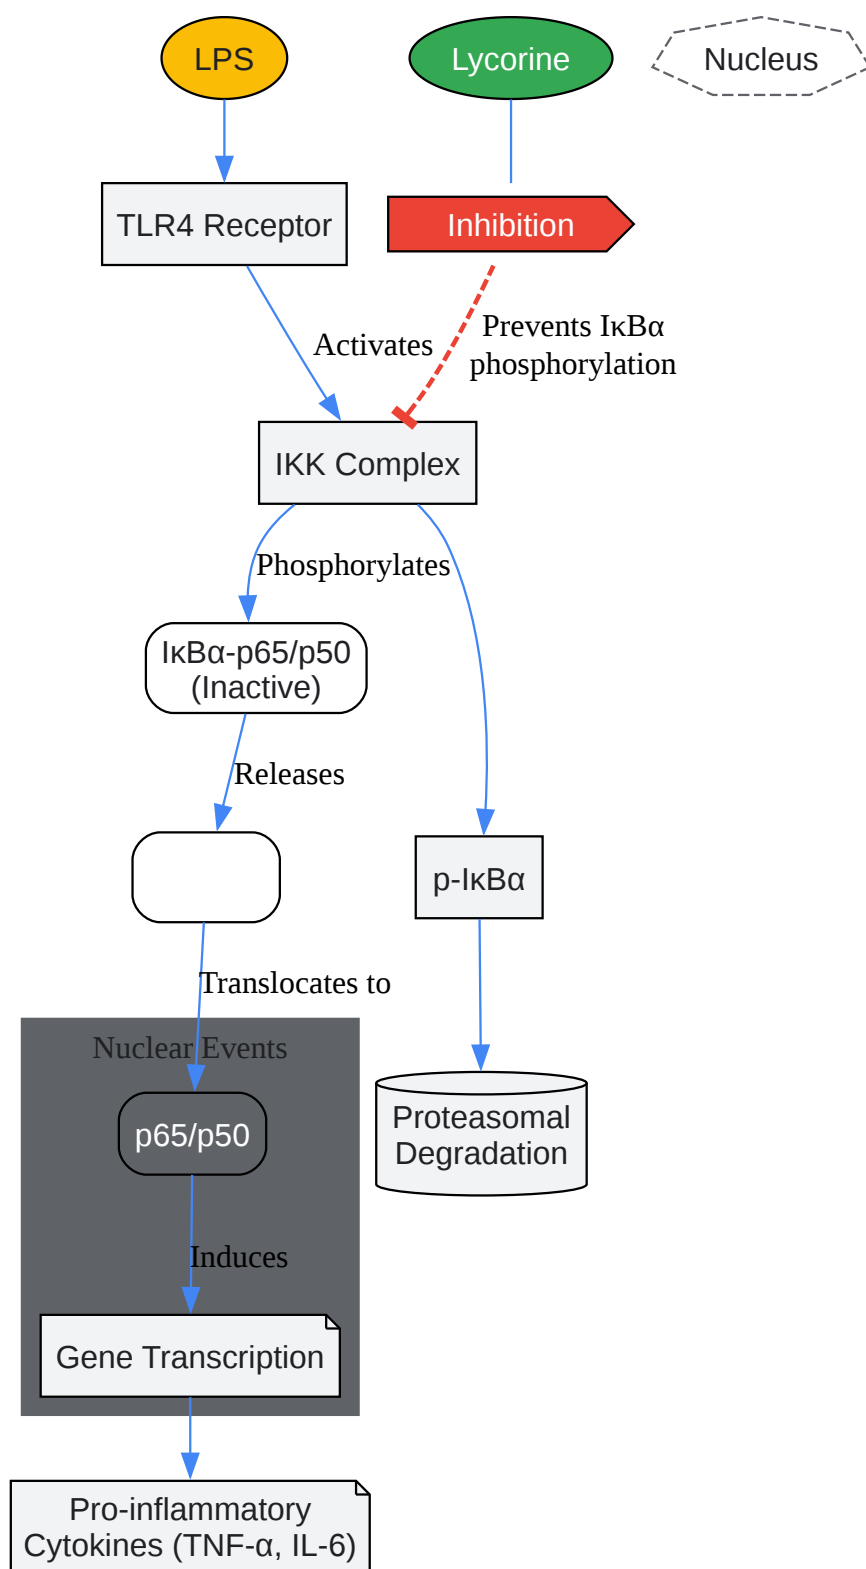 LPS
Lycorine
Nucleus
TLR4 Receptor
Inhibition
Activates
Prevents IκBα
phosphorylation
IKK Complex
Phosphorylates
IκBα-p65/p50
(Inactive)
Releases
p-IκBα
Translocates to
Nuclear Events
p65/p50
Proteasomal
Degradation
Induces
Gene Transcription
Pro-inflammatory
Cytokines (TNF-α, IL-6)